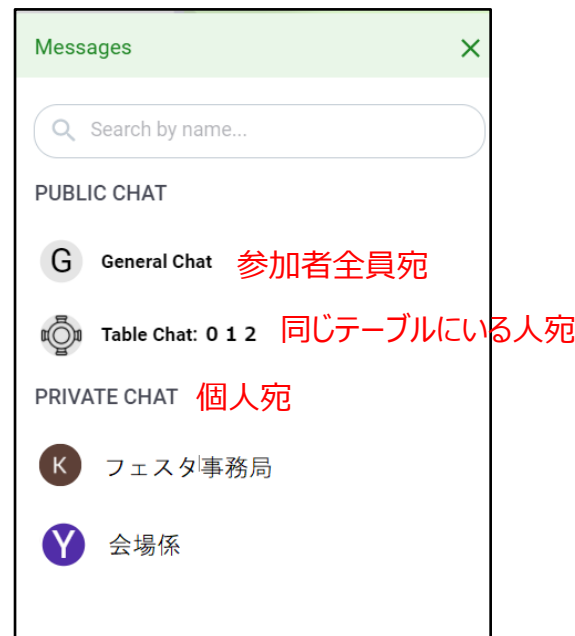 Messages
Search by name...
PUBLIC CHAT
G General Chat 参加者全員宛
Table Chat: ０１２ 同じテーブルにいる人宛
PRIVATE CHAT 個人宛
K フェスタ事務局
Y 会場係